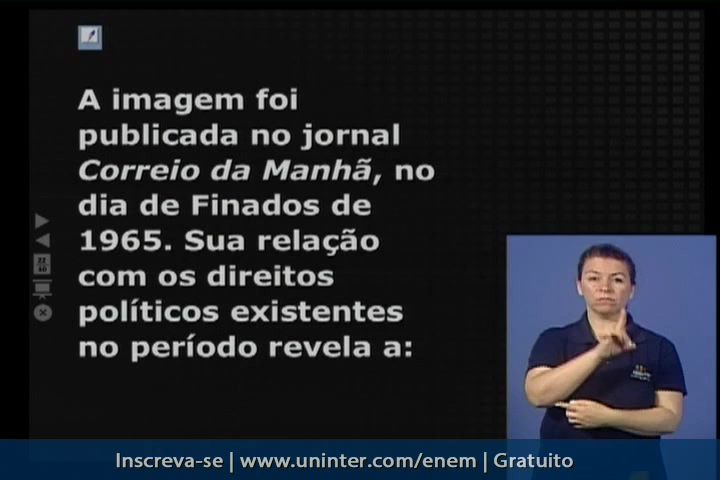 A imagem foi
publicada no jornal
Correio da Manhã, no
dia de Finados de
1965. Sua relação
com os direitos
políticos existentes
no período revela a:
Inscreva-se | www.uninter.com/enem | Gratuito